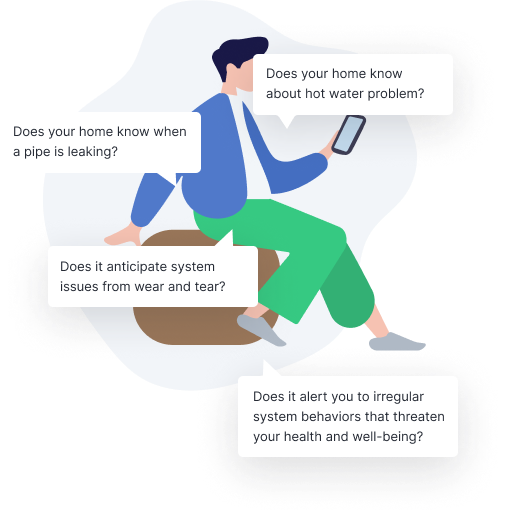 Does your home know
about hot water problem?
Does your home know when
a pipe is leaking?
Does it anticipate system
issues from wear and tear?
Does it alert you to irregular
system behaviors that threaten
your health and well-being?